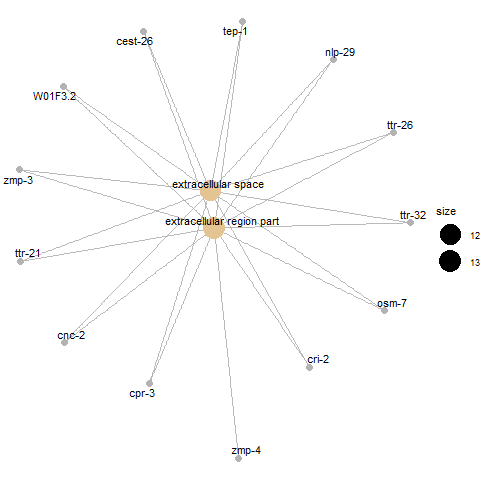 tep-1
cest-26
nlp-29
W01F3.2
ttr-26
zmp-3
extracellular space
ttr-32
size
extracellular region part
12
ttr-21
13
osm-7
cnc-2
cri-2
cpr-3
zmp-4